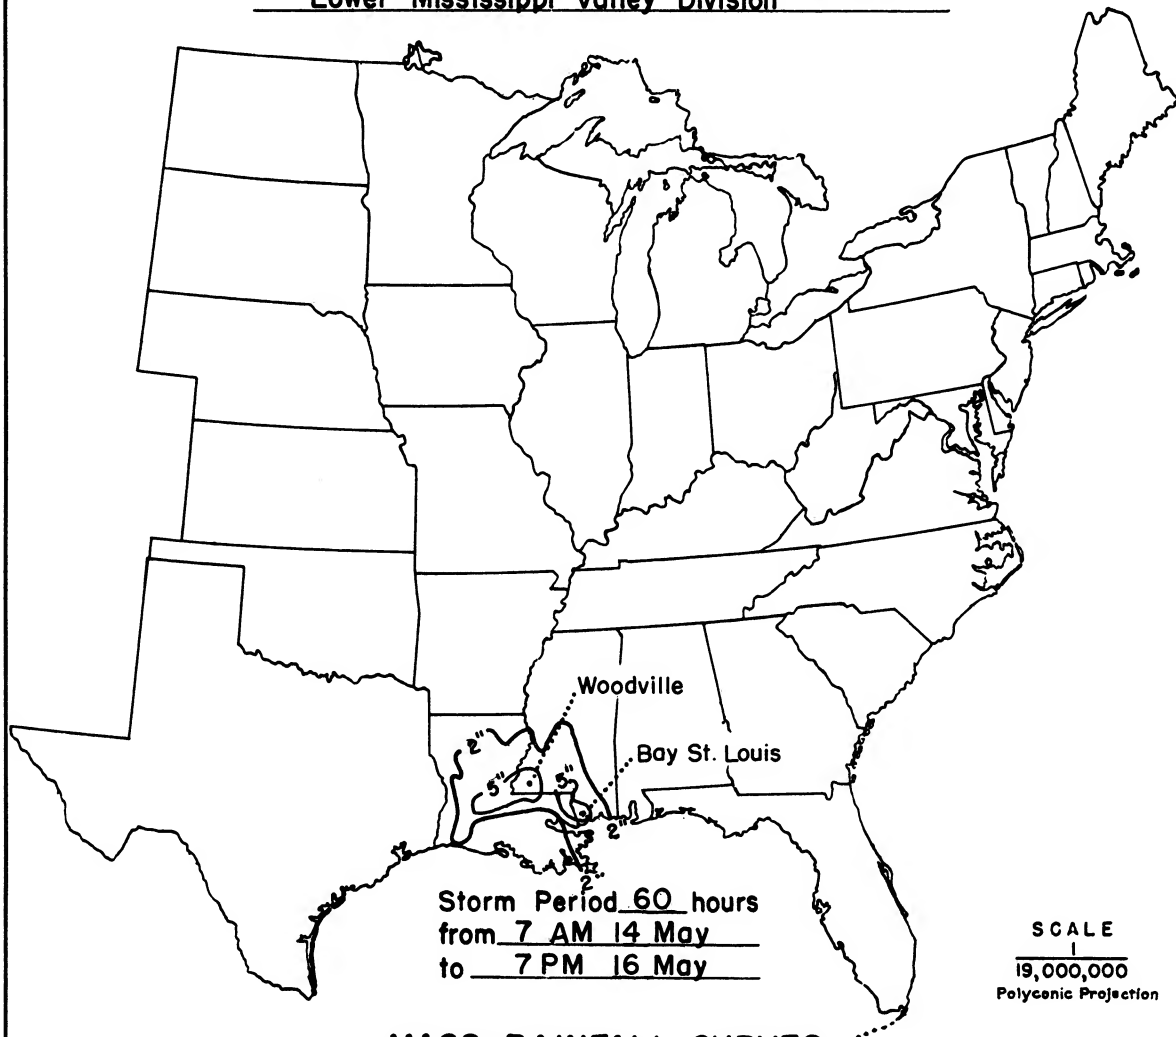 Lower Mississippi Valley Division
Woodville
2"
Bay St. Louis
5"
5"
2"
2"
Storm Period 60 hours
from 7 AM 14 May
to 7 PM 16 May
SCALE
1
19,000,000
Polyconic Projection
MASS RAINFALL CURVES